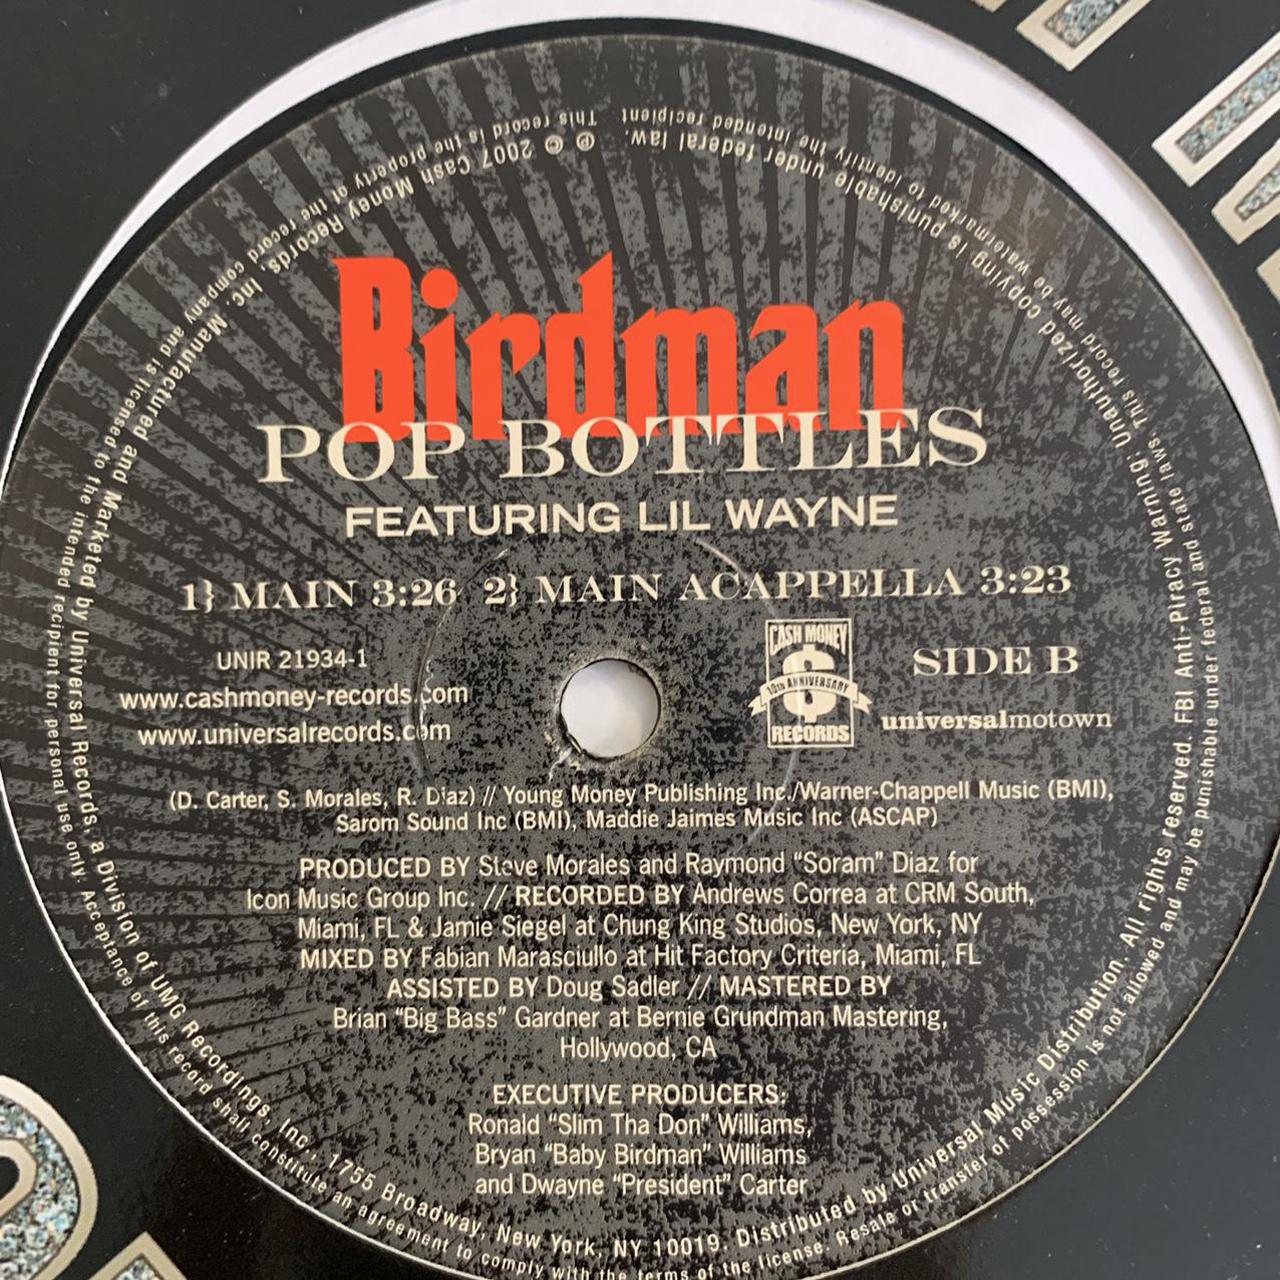 Birdman
POP BOTTLES
FEATURING LIL WAYNE
1} MAIN 3:26 2} MAIN ACAPPELLA 3:23
UNIR 21934-1
www.cashmoney-records.com
www.universalrecords.com
CASH MONEY
$
10th ANNIVERSARY
RECORDS
SIDE B
universalmotown
(D. Carter, S. Morales, R. Diaz) // Young Money Publishing Inc./Warner-Chappell Music (BMI),
Sarom Sound Inc (BMI), Maddie Jaimes Music Inc (ASCAP)
PRODUCED BY Steve Morales and Raymond “Soram” Diaz for
Icon Music Group Inc. // RECORDED BY Andrews Correa at CRM South,
Miami, FL & Jamie Siegel at Chung King Studios, New York, NY
MIXED BY Fabian Marasciullo at Hit Factory Criteria, Miami, FL
ASSISTED BY Doug Sadler // MASTERED BY
Brian “Big Bass” Gardner at Bernie Grundman Mastering,
Hollywood, CA
EXECUTIVE PRODUCERS:
Ronald “Slim Tha Don” Williams,
Bryan “Baby Birdman” Williams
and Dwayne “President” Carter
℗ © 2007 Cash Money Records, Inc. Manufactured and Marketed by Universal Records, a Division of UMG Recordings, Inc., 1755 Broadway, New York, NY 10019. Distributed by Universal Music Distribution. All rights reserved. FBI Anti-Piracy Warning: Unauthorized copying is punishable under federal law.
This record is the property of the record company and is licensed to the intended recipient for personal use only. Acceptance of this record shall constitute an agreement to comply with the terms of the license. Resale or transfer of possession is not allowed and may be punishable under federal and state laws. This record may be watermarked to identify the intended recipient